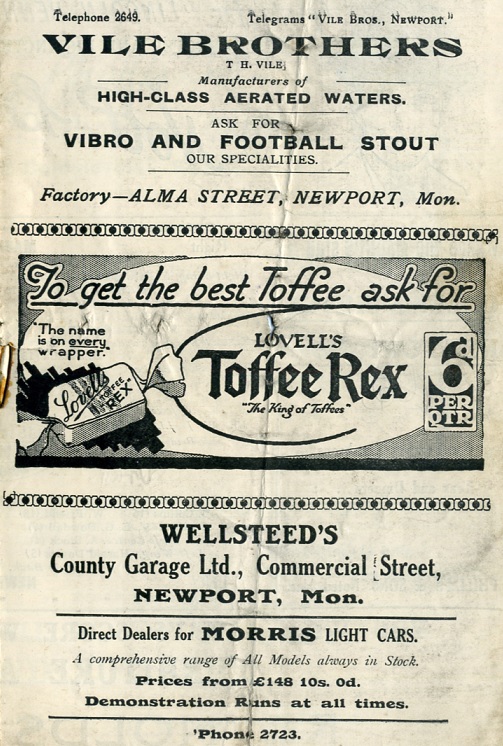 Telephone 2649. Telegrams "VILE BROS., NEWPORT."
VILE BROTHERS
T H. VILE,
Manufacturers of
HIGH-CLASS AERATED WATERS.
ASK FOR
VIBRO AND FOOTBALL STOUT
OUR SPECIALITIES.
Factory—ALMA STREET, NEWPORT, Mon.
To get the best Toffee ask for
"The name
is on every
wrapper."
Lovell's
TOFFEE
REX"
LOVELL'S
Toffee Rex
"The King of Toffees"
6d
PER
QTR
WELLSTEED'S
County Garage Ltd., Commercial Street,
NEWPORT, Mon.
Direct Dealers for MORRIS LIGHT CARS.
A comprehensive range of All Models always in Stock.
Prices from £148 10s. 0d.
Demonstration Runs at all times.
'Phone 2723.